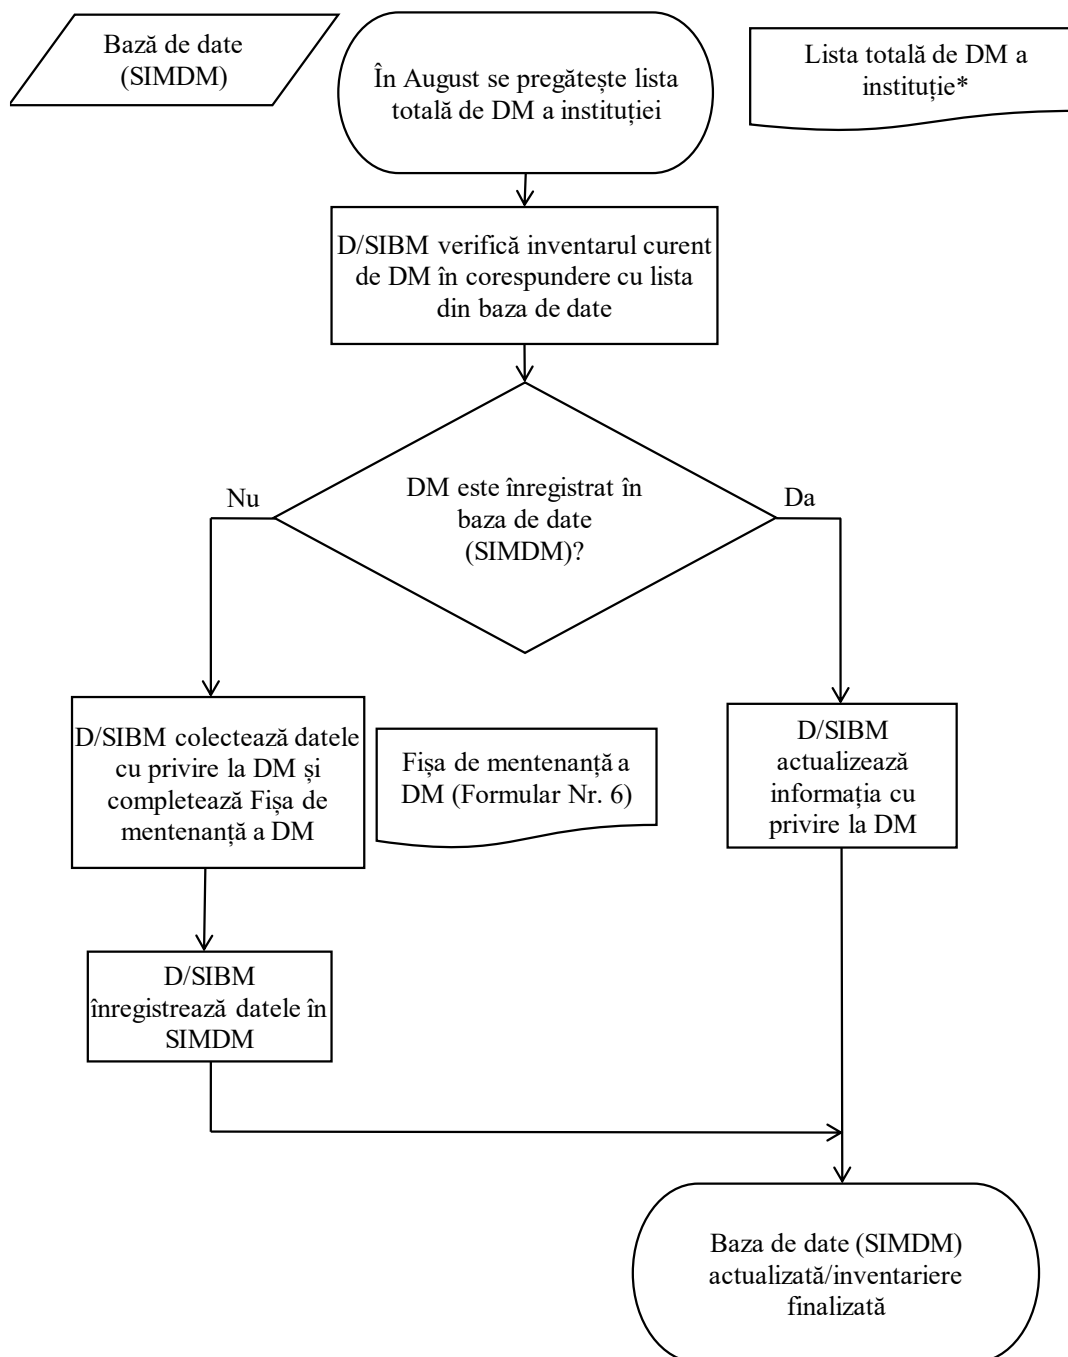 Bază de date
(SIMDM)
În August se pregătește lista
totală de DM a instituției
Lista totală de DM a
instituție*
D/SIBM verifică inventarul curent
de DM în corespundere cu lista
din baza de date
DM este înregistrat în
baza de date
(SIMDM)?
Nu
Da
D/SIBM colectează datele
cu privire la DM și
completează Fișa de
mentenanță a DM
Fișa de mentenanță a
DM (Formular Nr. 6)
D/SIBM
actualizează
informația cu
privire la DM
D/SIBM
înregistrează datele în
SIMDM
Baza de date (SIMDM)
actualizată/inventariere
finalizată